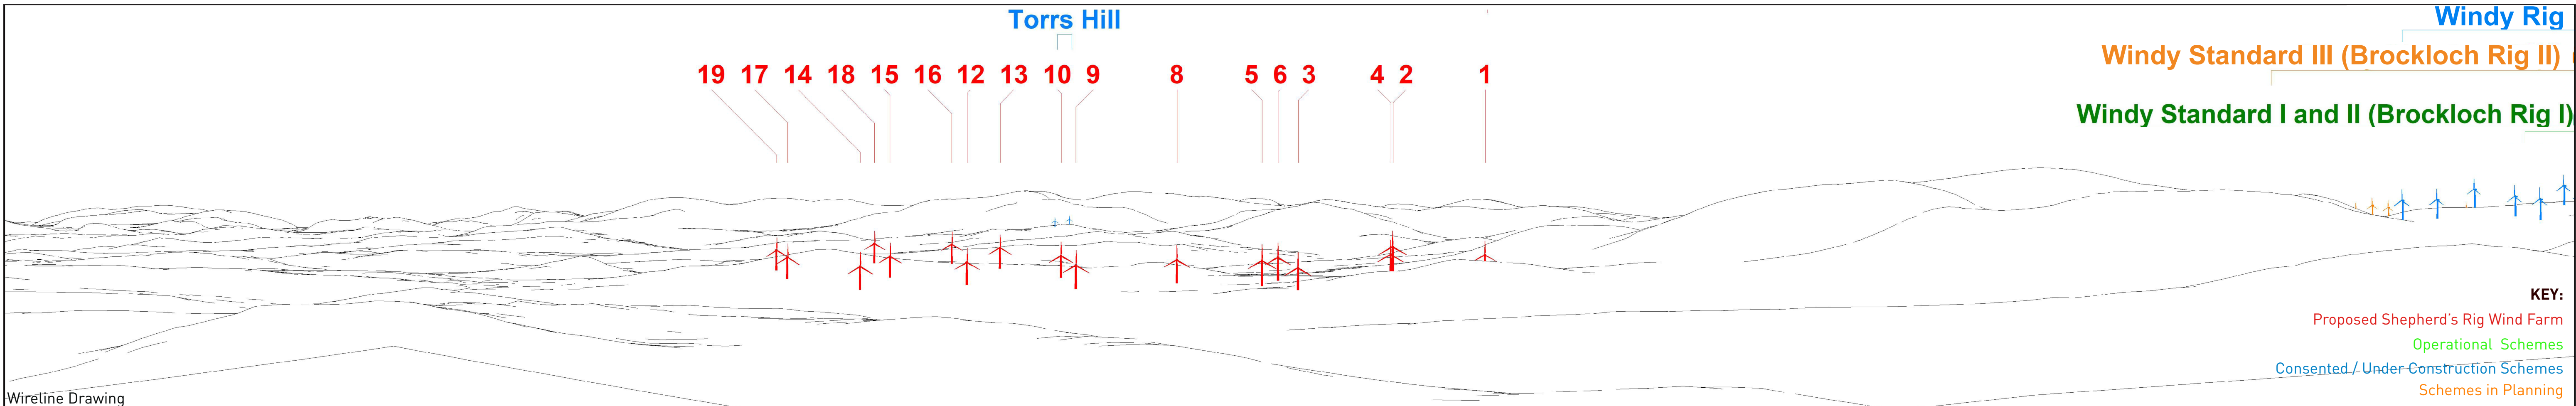 Torrs Hill
Windy Rig
Windy Standard III (Brockloch Rig II)
19 17 14 18 15 16 12 13 10 9 8 5 6 3 4 2 1
Windy Standard I and II (Brockloch Rig I)
KEY:
Proposed Shepherd's Rig Wind Farm
Operational Schemes
Consented / Under Construction Schemes
Schemes in Planning
Wireline Drawing